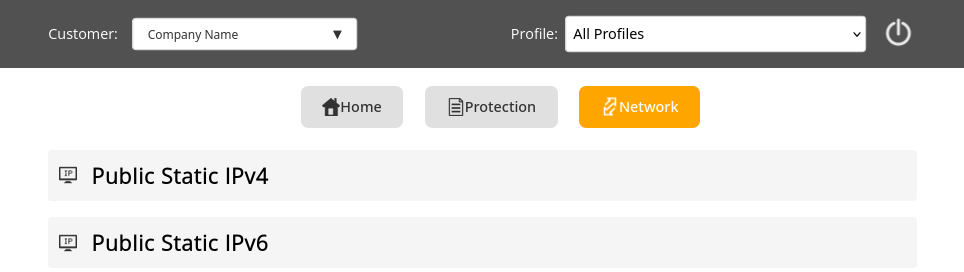 Customer: Company Name ▼ Profile: All Profiles
Home Protection Network
IP Public Static IPv4
IP Public Static IPv6